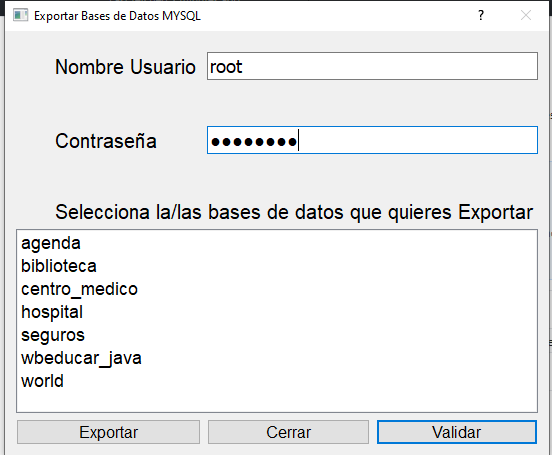 Exportar Bases de Datos MYSQL
?
Nombre Usuario root
Contraseña ●●●●●●●●
Selecciona la/las bases de datos que quieres Exportar
agenda
biblioteca
centro_medico
hospital
seguros
wbeducar_java
world
Exportar Cerrar Validar